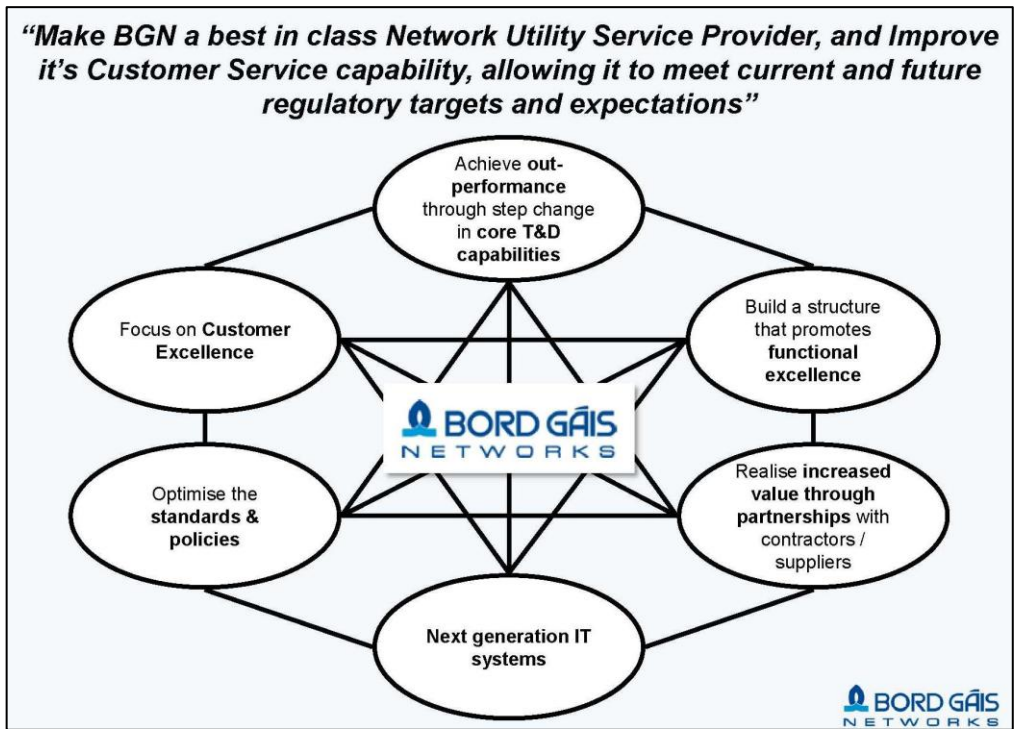 “Make BGN a best in class Network Utility Service Provider, and Improve
it’s Customer Service capability, allowing it to meet current and future
regulatory targets and expectations”
Achieve out-
performance
through step change
in core T&D
capabilities
Focus on Customer
Excellence
Build a structure
that promotes
functional
excellence
BORD GÁIS
NETWORKS
Optimise the
standards &
policies
Realise increased
value through
partnerships with
contractors /
suppliers
Next generation IT
systems
BORD GÁIS
NETWORKS